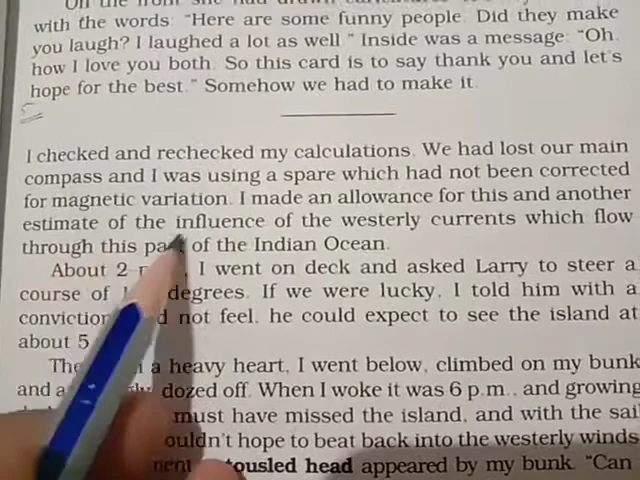 with the words: "Here are some funny people. Did they make
you laugh? I laughed a lot as well." Inside was a message: "Oh,
how I love you both. So this card is to say thank you and let's
hope for the best." Somehow we had to make it.
I checked and rechecked my calculations. We had lost our main
compass and I was using a spare which had not been corrected
for magnetic variation. I made an allowance for this and another
estimate of the influence of the westerly currents which flow
through this of the Indian Ocean.
About 2 I went on deck and asked Larry to steer a
course of degrees. If we were lucky, I told him with a
conviction not feel, he could expect to see the island at
about 5
a heavy heart, I went below, climbed on my bunk
and dozed off. When I woke it was 6 p.m., and growing
must have missed the island, and with the sail
hope to beat back into the westerly winds
tousled head appeared by my bunk. "Can